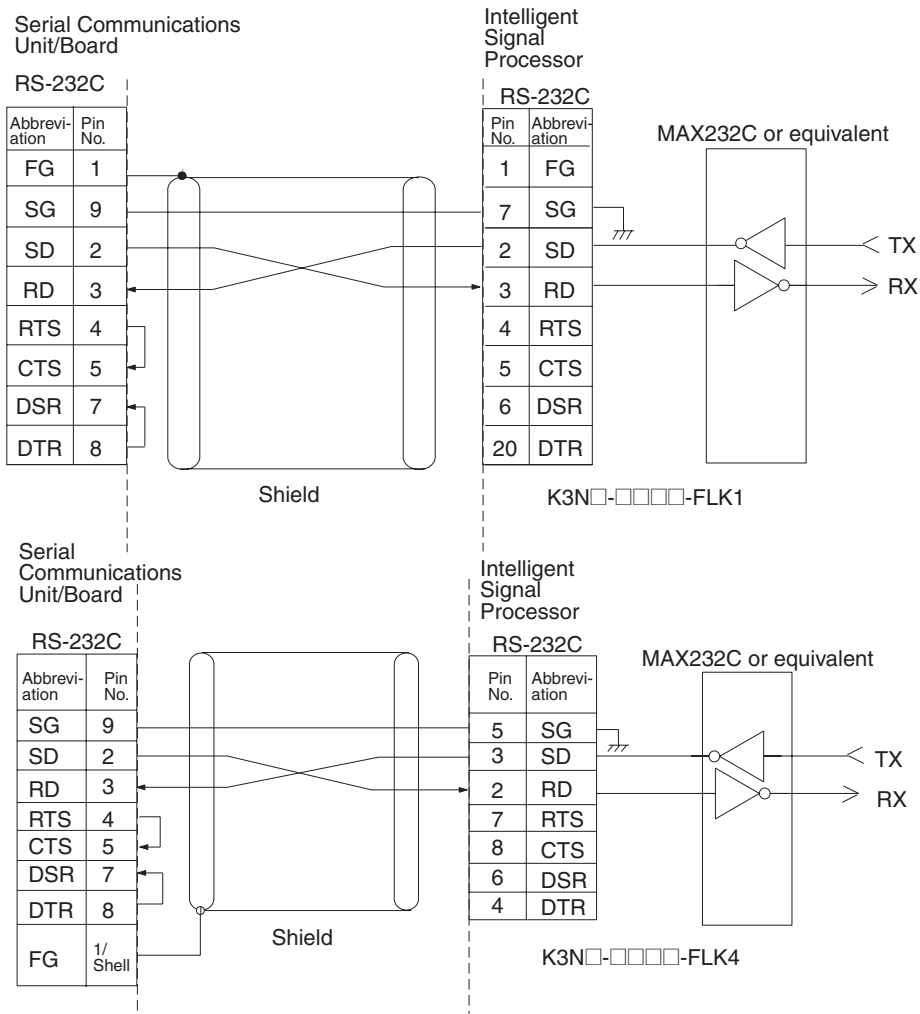 Serial Communications
Unit/Board
Intelligent
Signal
Processor
RS-232C
RS-232C
Abbrevi-
ation
Pin
No.
Pin
No.
Abbrevi-
ation
MAX232C or equivalent
FG 1 1 FG
SG 9 7 SG
SD 2 2 SD TX
RD 3 3 RD RX
RTS 4 4 RTS
CTS 5 5 CTS
DSR 7 6 DSR
DTR 8 20 DTR
Shield
K3N□-□□□□-FLK1
Serial
Communications
Unit/Board
Intelligent
Signal
Processor
RS-232C
RS-232C
MAX232C or equivalent
Abbrevi-
ation
Pin
No.
Pin
No.
Abbrevi-
ation
SG 9 5 SG
SD 2 3 SD TX
RD 3 2 RD RX
RTS 4 7 RTS
CTS 5 8 CTS
DSR 7 6 DSR
DTR 8 4 DTR
FG 1/
Shell
Shield
K3N□-□□□□-FLK4